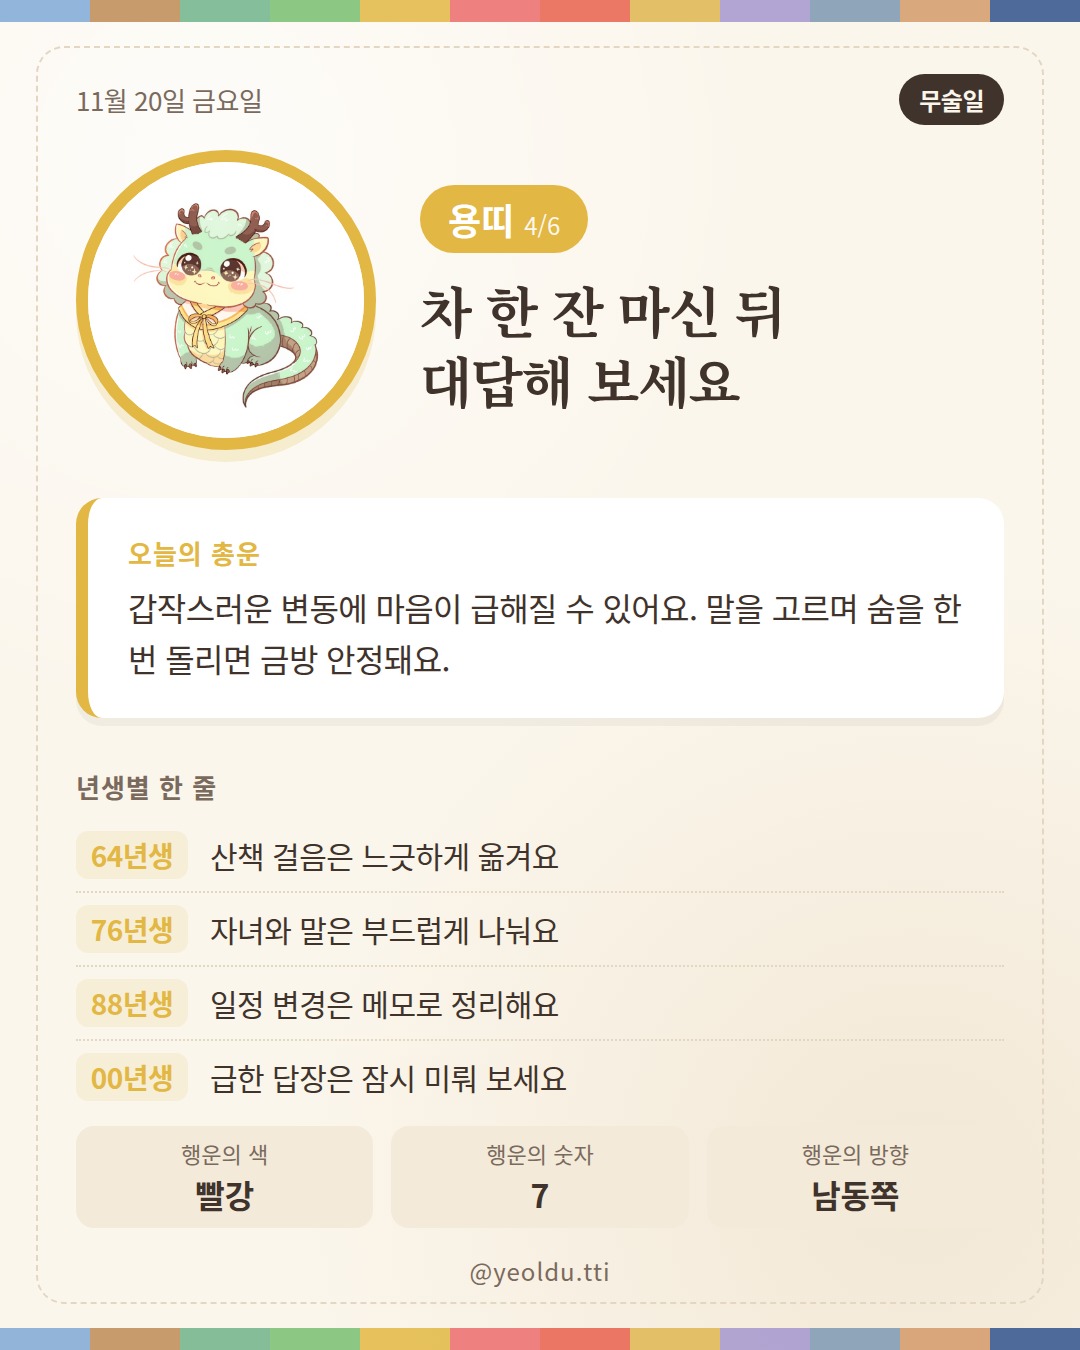 11월 20일 금요일
무술일
용띠 4/6
차 한 잔 마신 뒤
대답해 보세요
오늘의 총운
갑작스러운 변동에 마음이 급해질 수 있어요. 말을 고르며 숨을 한
번 돌리면 금방 안정돼요.
년생별 한 줄
64년생 산책 걸음은 느긋하게 옮겨요
76년생 자녀와 말은 부드럽게 나눠요
88년생 일정 변경은 메모로 정리해요
00년생 급한 답장은 잠시 미뤄 보세요
행운의 색
빨강
행운의 숫자
7
행운의 방향
남동쪽
@yeoldu.tti